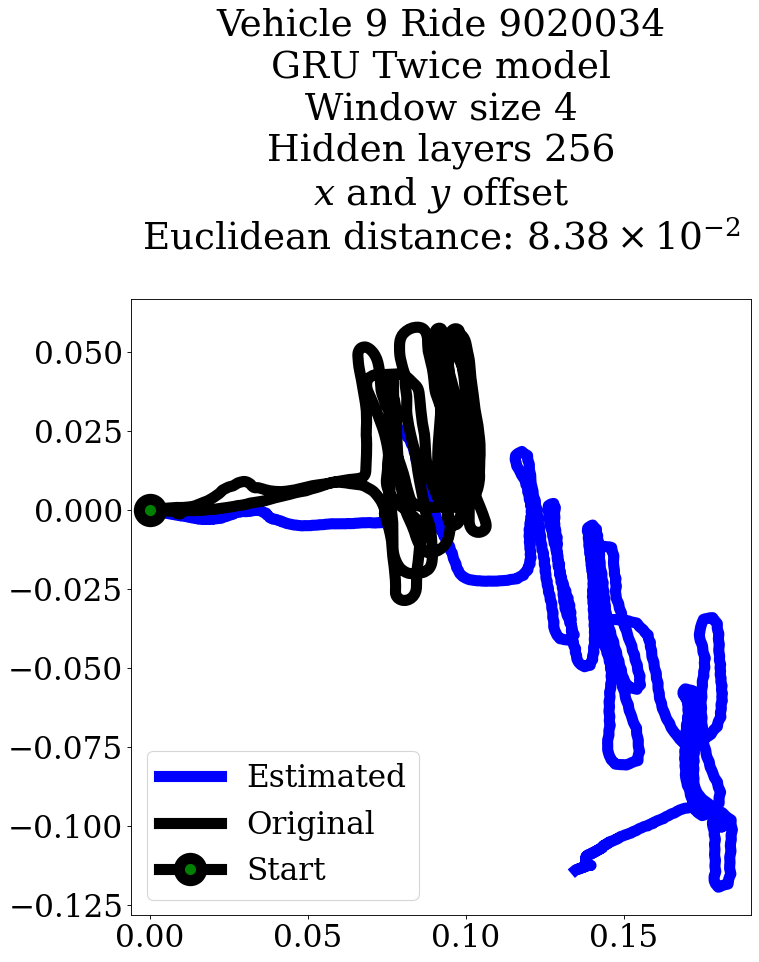 Vehicle 9 Ride 9020034
GRU Twice model
Window size 4
Hidden layers 256
x and y offset
Euclidean distance: 8.38 × 10⁻²
0.050
0.025
0.000
−0.025
−0.050
−0.075
−0.100
−0.125
Estimated
Original
Start
0.00 0.05 0.10 0.15